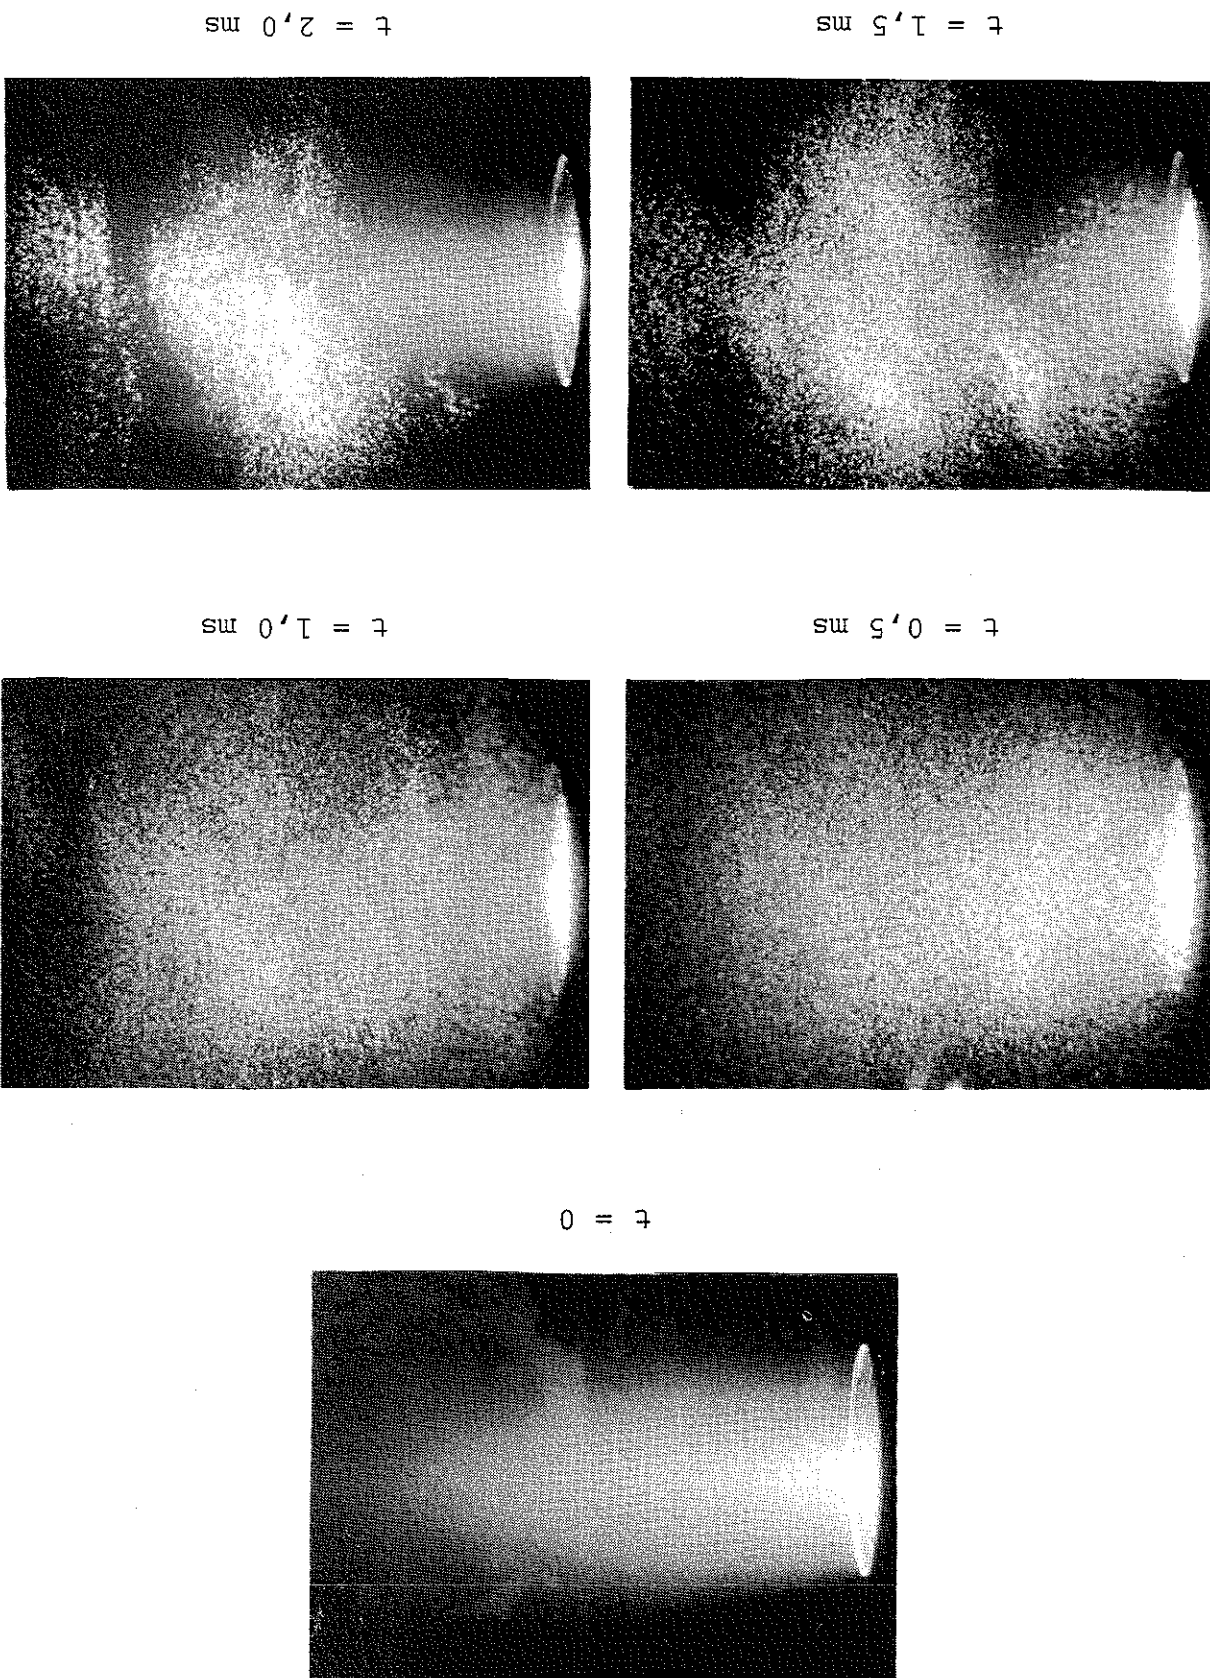 t = 0
t = 0,5 ms
t = 1,0 ms
t = 1,5 ms
t = 2,0 ms